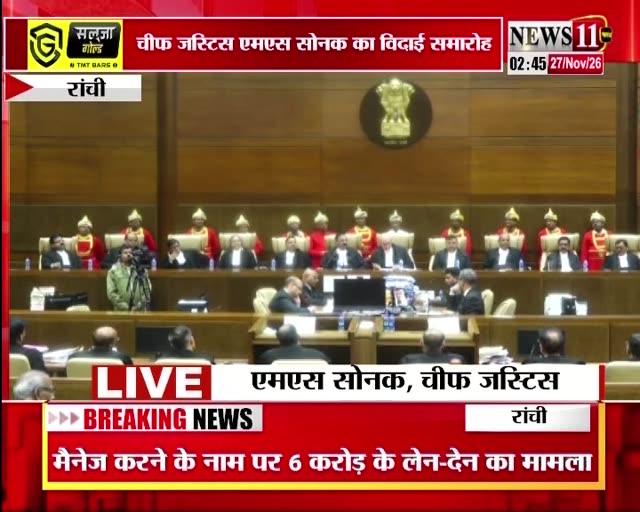 सलूजा
गोल्ड
TMT BARS
चीफ जस्टिस एमएस सोनक का विदाई समारोह
NEWS 11
02:45 27/Nov/26
रांची
LIVE एमएस सोनक, चीफ जस्टिस
BREAKING NEWS रांची
मैनेज करने के नाम पर 6 करोड़ के लेन-देन का मामला